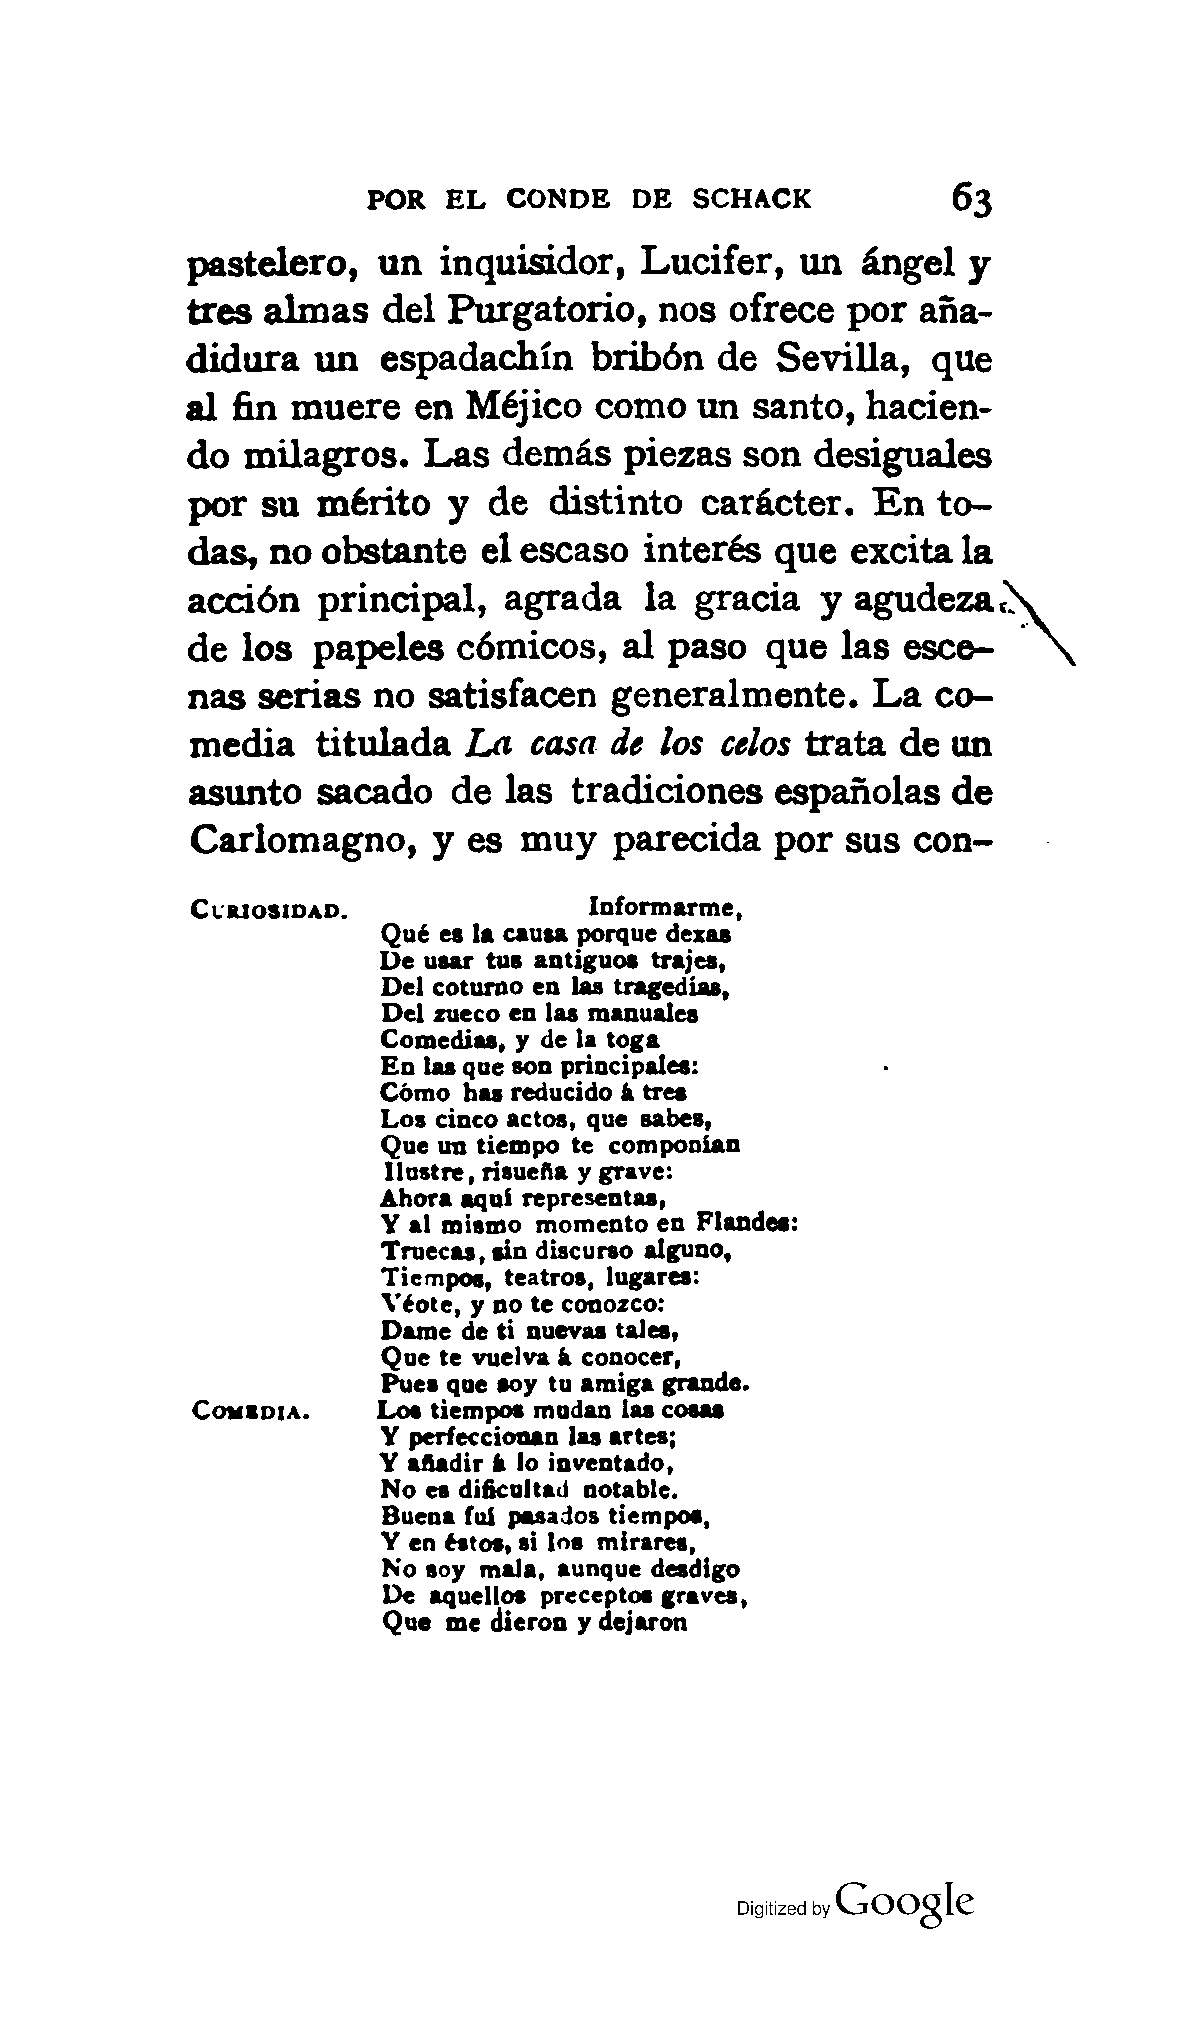 POR EL CONDE DE SCHACK 63
pastelero, un inquisidor, Lucifer, un ángel y
tres almas del Purgatorio, nos ofrece por aña-
didura un espadachín bribón de Sevilla, que
al fin muere en Méjico como un santo, hacien-
do milagros. Las demás piezas son desiguales
por su mérito y de distinto carácter. En to-
das, no obstante el escaso interés que excita la
acción principal, agrada la gracia y agudeza
de los papeles cómicos, al paso que las esce-
nas serias no satisfacen generalmente. La co-
media titulada La casa de los celos trata de un
asunto sacado de las tradiciones españolas de
Carlomagno, y es muy parecida por sus con-
CURIOSIDAD. Informarme,
Qué es la causa porque dexas
De usar tus antiguos trajes,
Del coturno en las tragedias,
Del zueco en las manuales
Comedias, y de la toga
En las que son principales:
Cómo has reducido á tres
Los cinco actos, que sabes,
Que un tiempo te componían
Ilustre, risueña y grave:
Ahora aquí representas,
Y al mismo momento en Flandes:
Truecas, sin discurso alguno,
Tiempos, teatros, lugares:
Véote, y no te conozco:
Dame de ti nuevas tales,
Que te vuelva á conocer,
Pues que soy tu amiga grande.
COMEDIA. Los tiempos mudan las cosas
Y perfeccionan las artes;
Y añadir á lo inventado,
No es dificultad notable.
Buena fuí pasados tiempos,
Y en éstos, si los mirares,
No soy mala, aunque desdigo
De aquellos preceptos graves,
Que me dieron y dejaron
Digitized by Google